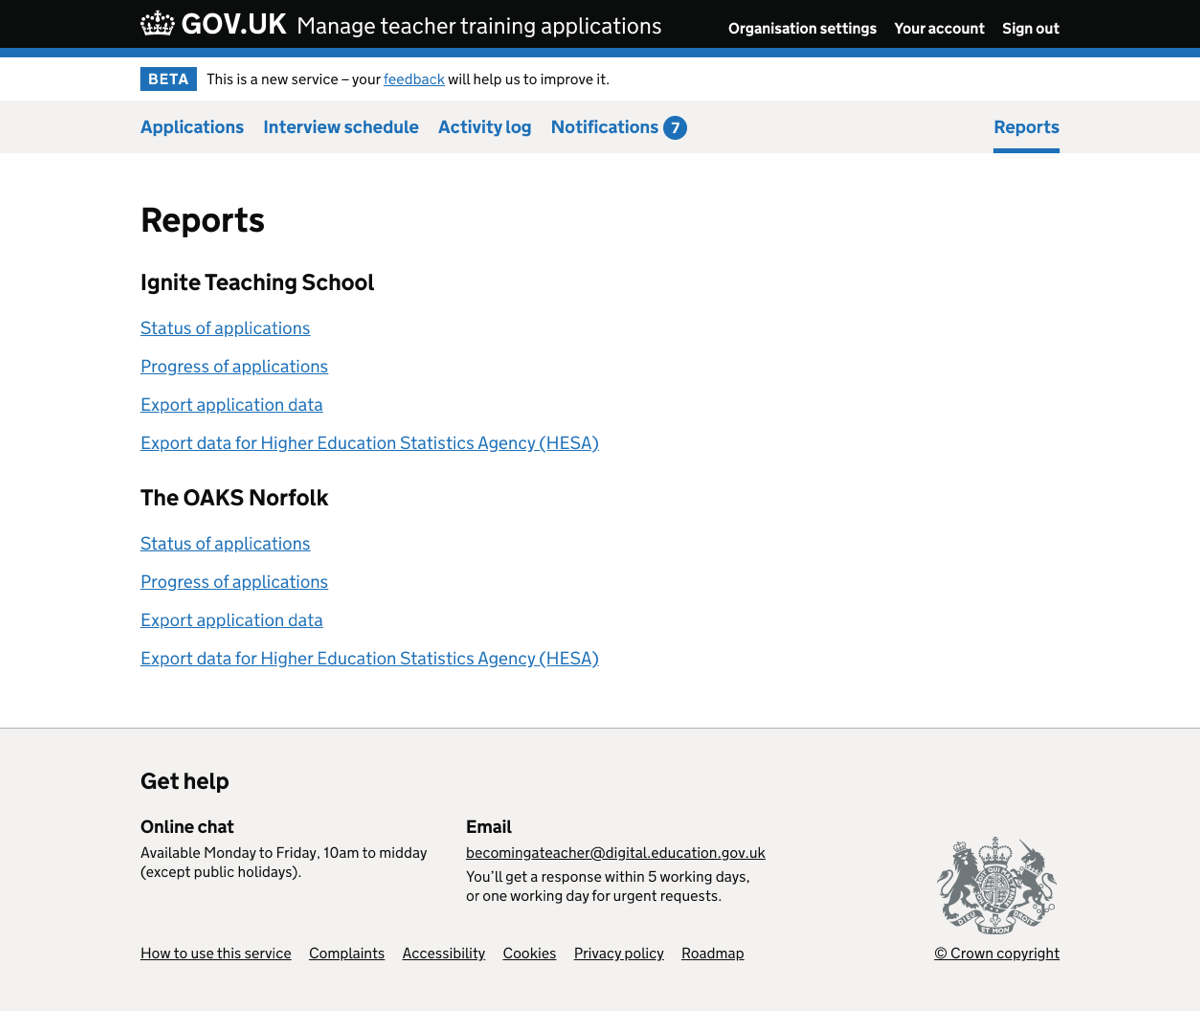 GOV.UK Manage teacher training applications Organisation settings Your account Sign out
BETA This is a new service – your feedback will help us to improve it.
Applications Interview schedule Activity log Notifications 7 Reports
Reports
Ignite Teaching School
Status of applications
Progress of applications
Export application data
Export data for Higher Education Statistics Agency (HESA)
The OAKS Norfolk
Status of applications
Progress of applications
Export application data
Export data for Higher Education Statistics Agency (HESA)
Get help
Online chat
Available Monday to Friday, 10am to midday
(except public holidays).
Email
becomingateacher@digital.education.gov.uk
You’ll get a response within 5 working days,
or one working day for urgent requests.
DIEU ET MON DROIT
How to use this service Complaints Accessibility Cookies Privacy policy Roadmap © Crown copyright